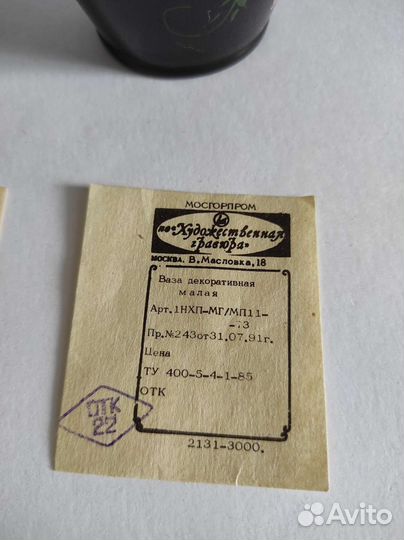 МОСГОРПРОМ
по "Художественная
гравюра"
МОСКВА. В.Масловка,18
Ваза декоративная
малая
Арт.1НХП-МГ/МП11-
-73
Пр.№243от31.07.91г.
Цена
ТУ 400-5-4-1-85
ОТК
ОТК
22
2131-3000.
Avito